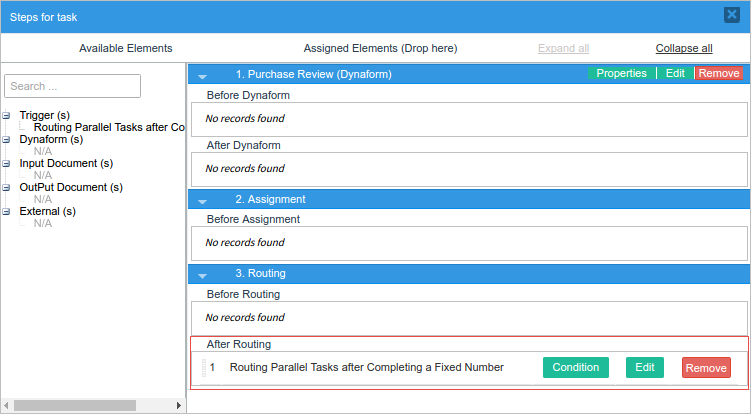 Steps for task
Available Elements
Assigned Elements (Drop here)
Expand all
Collapse all
Search ...
Trigger (s)
Routing Parallel Tasks after Co
Dynaform (s)
N/A
Input Document (s)
N/A
OutPut Document (s)
N/A
External (s)
N/A
1. Purchase Review (Dynaform)
Properties
Edit
Remove
Before Dynaform
No records found
After Dynaform
No records found
2. Assignment
Before Assignment
No records found
3. Routing
Before Routing
No records found
After Routing
1 Routing Parallel Tasks after Completing a Fixed Number
Condition
Edit
Remove